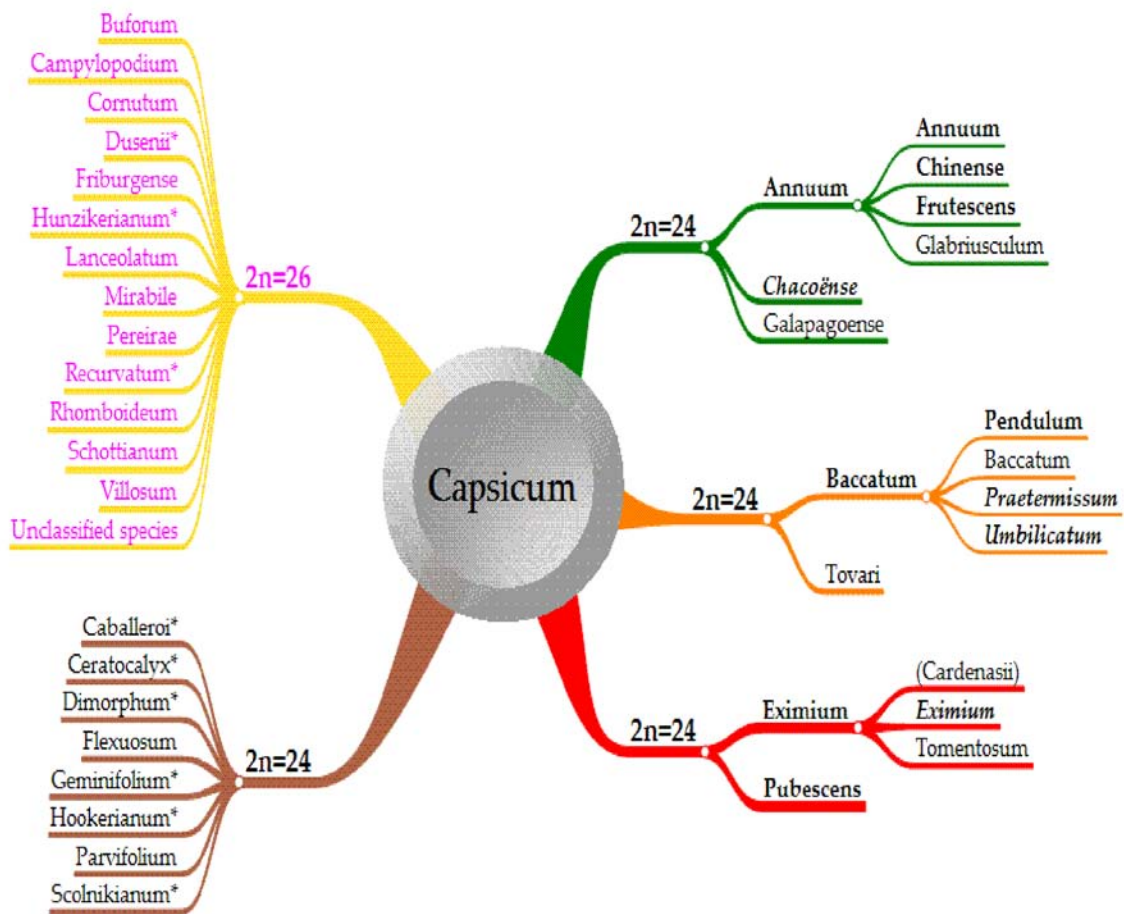 Buforum
Campylopodium
Cornutum
Dusenii*
Friburgense
Hunzikerianum*
Lanceolatum
Mirabile
Pereirae
Recurvatum*
Rhomboideum
Schottianum
Villosum
Unclassified species
2n=26
Caballeroi*
Ceratocalyx*
Dimorphum*
Flexuosum
Geminifolium*
Hookerianum*
Parvifolium
Scolnikianum*
2n=24
Capsicum
2n=24
Annuum
Annuum
Chinense
Frutescens
Glabriusculum
Chacoënse
Galapagoense
2n=24
Baccatum
Pendulum
Baccatum
Praetermissum
Umbilicatum
Tovari
2n=24
Eximium
(Cardenasii)
Eximium
Tomentosum
Pubescens